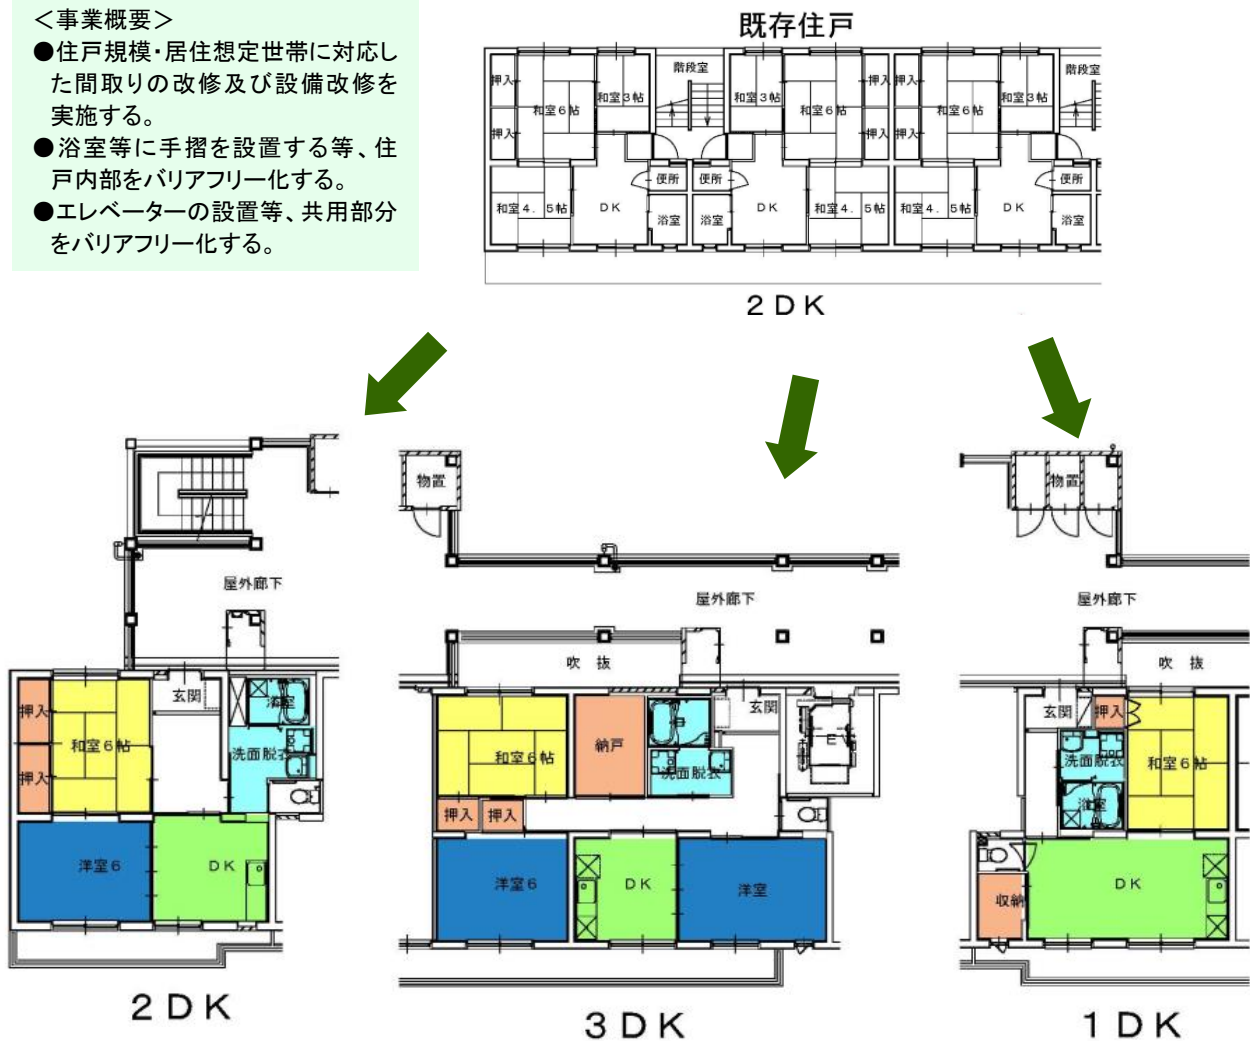 ＜事業概要＞
●住戸規模・居住想定世帯に対応し
た間取りの改修及び設備改修を
実施する。
●浴室等に手摺を設置する等、住
戸内部をバリアフリー化する。
●エレベーターの設置等、共用部分
をバリアフリー化する。
既存住戸
押入
和室6帖
和室3帖
階段室
和室3帖
和室6帖
押入
押入
和室6帖
和室3帖
階段室
押入
押入
押入
便所
便所
便所
和室4．5帖
DK
浴室
浴室
DK
和室4．5帖
和室4．5帖
DK
浴室
2DK
屋外廊下
玄関
浴室
押入
和室6帖
洗面脱衣
押入
洋室6
DK
2DK
物置
屋外廊下
吹 抜
玄関
和室6帖
納戸
洗面脱衣
押入
押入
洋室6
DK
洋室
3DK
物置
屋外廊下
吹 抜
玄関
押入
洗面脱衣
和室6帖
浴室
収納
DK
1DK